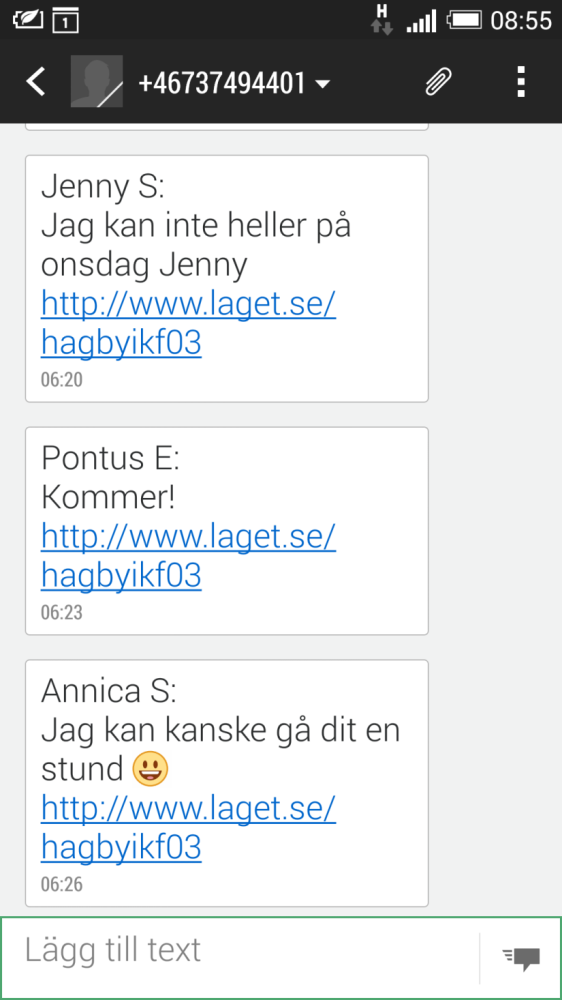 1
H
08:55
+46737494401
Jenny S:
Jag kan inte heller på
onsdag Jenny
http://www.laget.se/
hagbyikf03
06:20
Pontus E:
Kommer!
http://www.laget.se/
hagbyikf03
06:23
Annica S:
Jag kan kanske gå dit en
stund 😃
http://www.laget.se/
hagbyikf03
06:26
Lägg till text